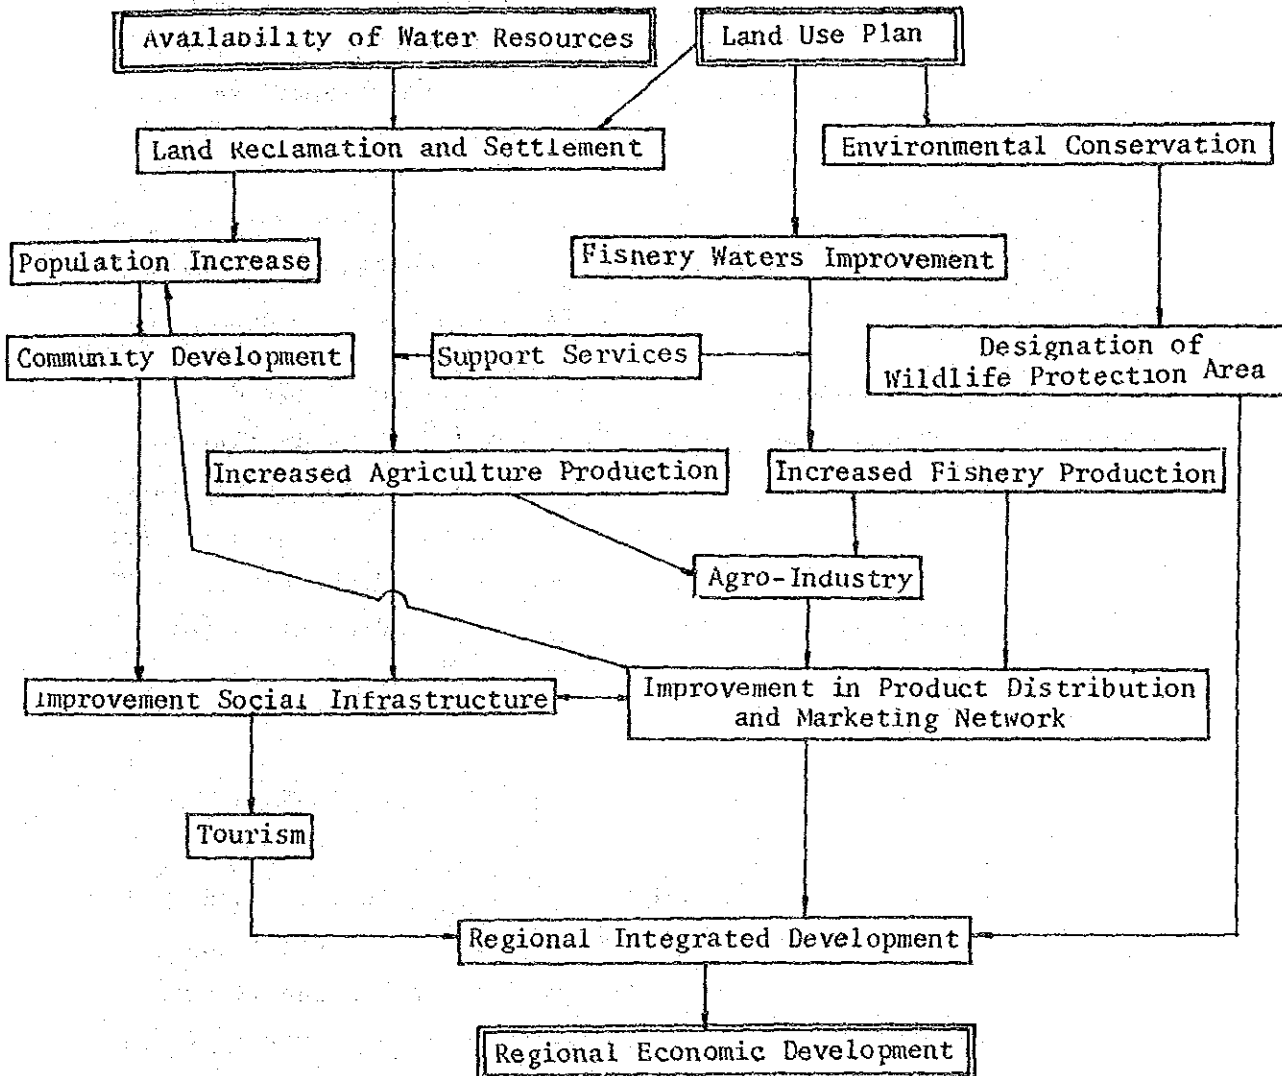 Availability of Water Resources
Land Use Plan
Land Reclamation and Settlement
Environmental Conservation
Population Increase
Fisnery Waters Improvement
Community Development
Support Services
Designation of
Wildlife Protection Area
Increased Agriculture Production
Increased Fishery Production
Agro-Industry
Improvement Social Infrastructure
Improvement in Product Distribution
and Marketing Network
Tourism
Regional Integrated Development
Regional Economic Development